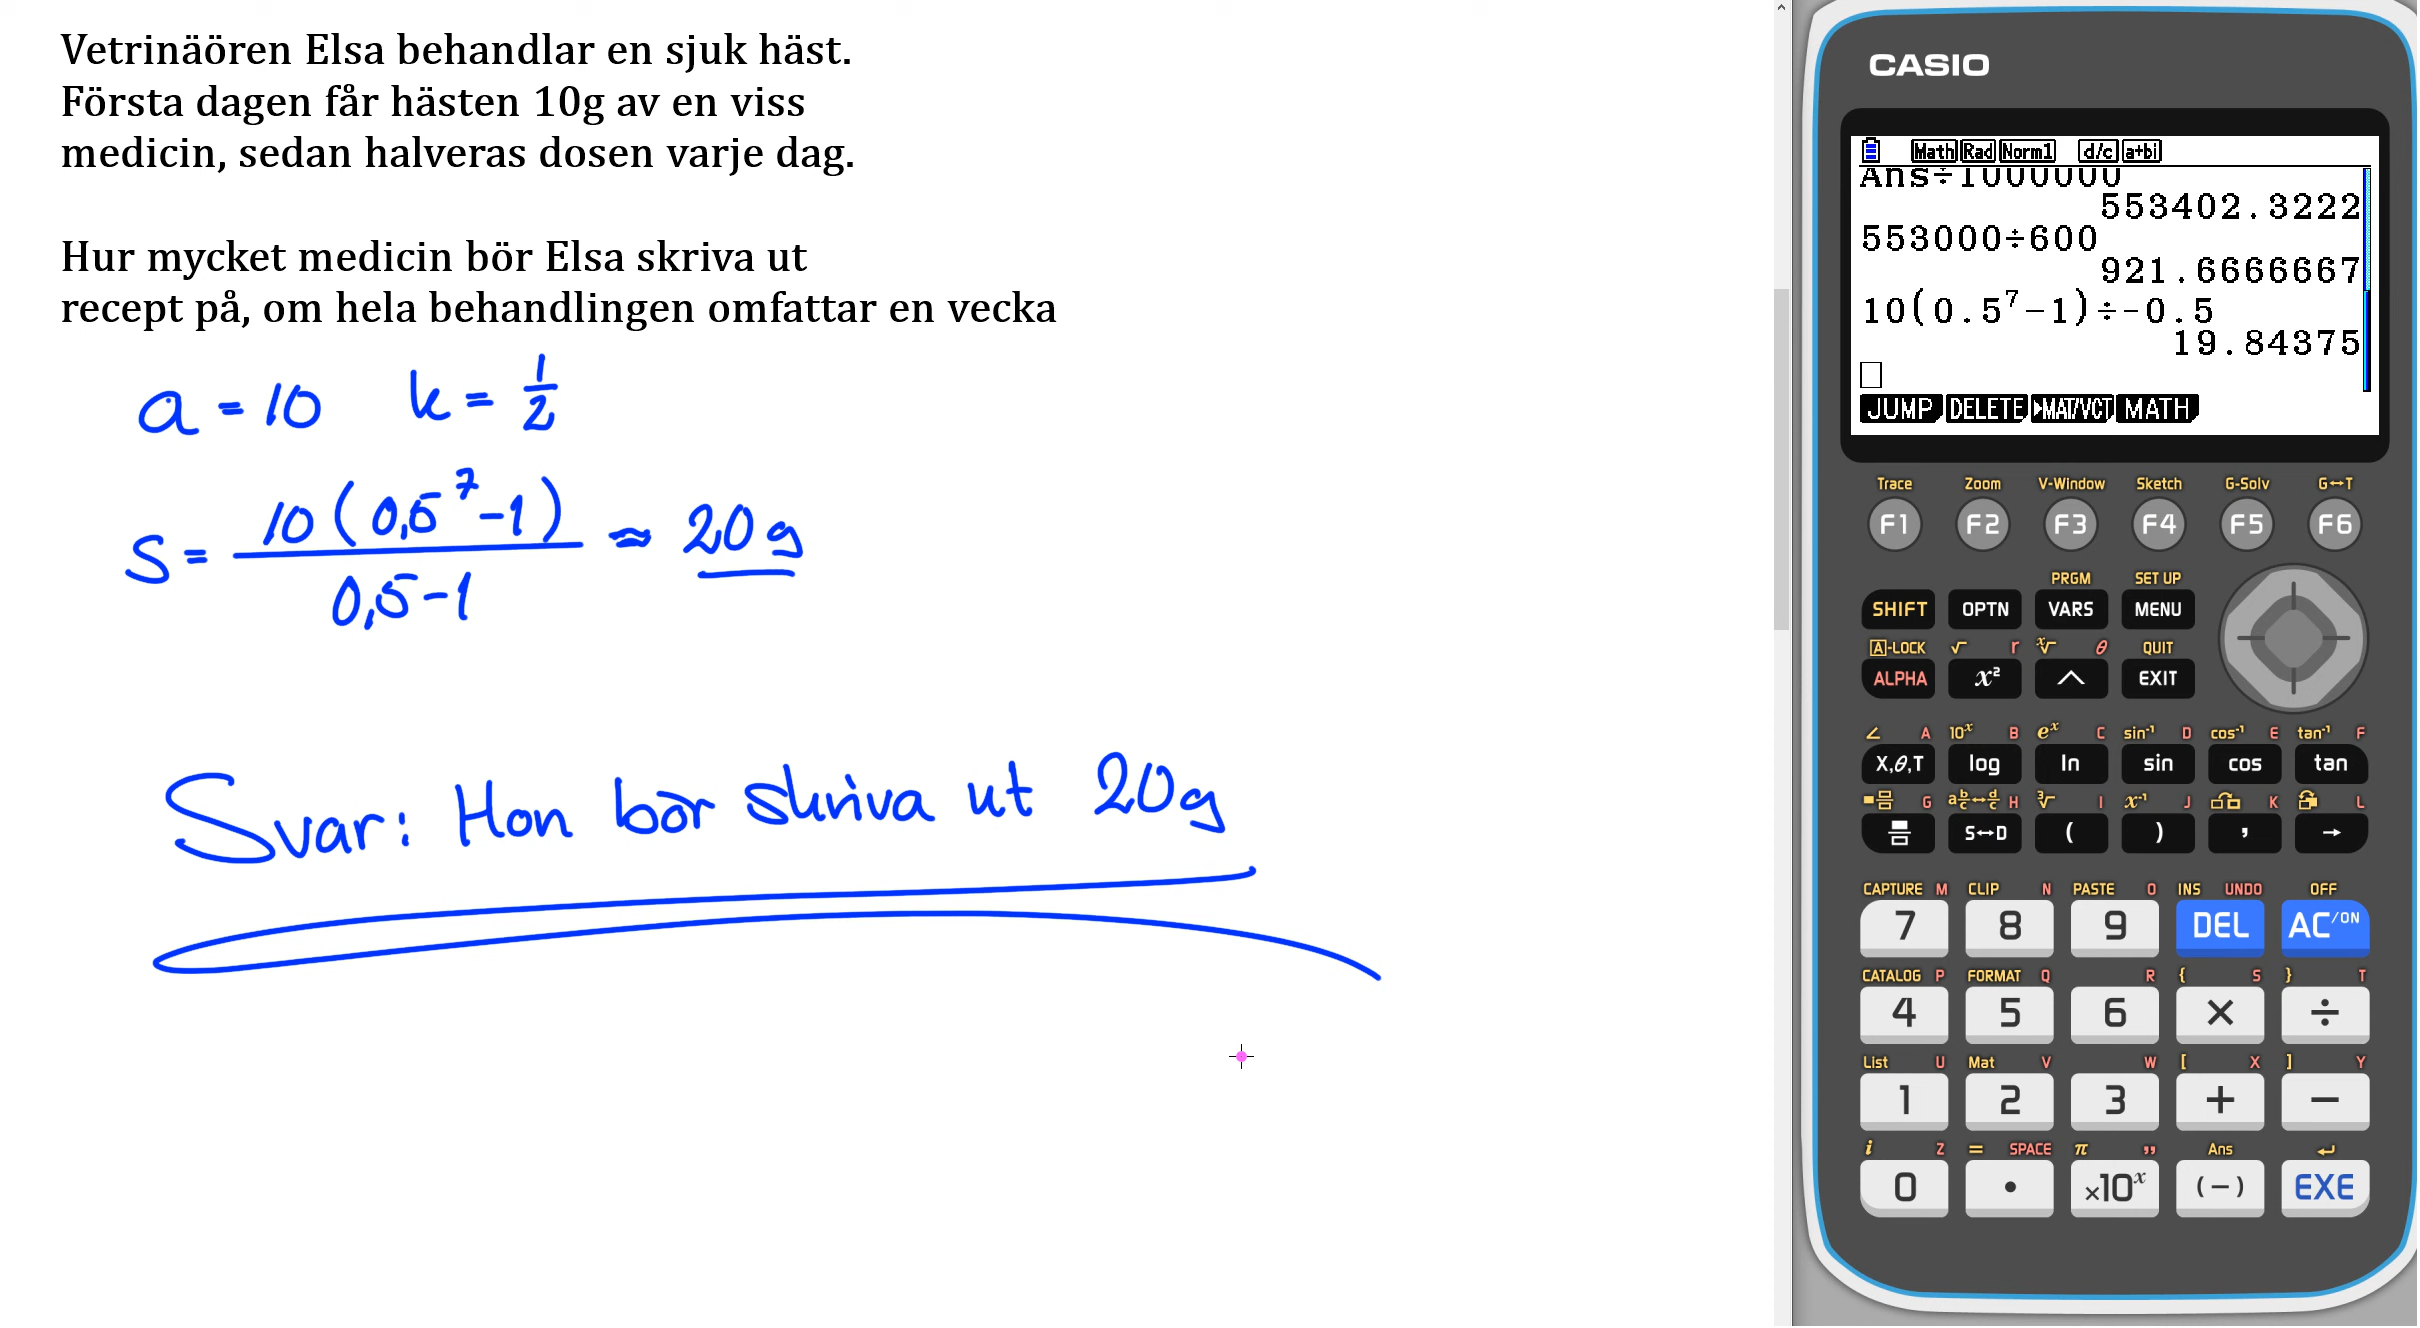 Vetrinäören Elsa behandlar en sjuk häst.
Första dagen får hästen 10g av en viss
medicin, sedan halveras dosen varje dag.
Hur mycket medicin bör Elsa skriva ut
recept på, om hela behandlingen omfattar en vecka
a = 10 k = 1/2
S = 10(0,5⁷-1) / 0,5-1 ≈ 20g
Svar: Hon bör skriva ut 20g
CASIO
Math Rad Norm1 d/c a+bi
Ans÷1000000
553402.3222
553000÷600
921.6666667
10(0.5⁷-1)÷-0.5
19.84375
JUMP DELETE ▶MAT/VCT MATH
Trace Zoom V-Window Sketch G-Solv G↔T
F1 F2 F3 F4 F5 F6
PRGM SET UP
SHIFT OPTN VARS MENU
A-LOCK √ r ˣ√ θ QUIT
ALPHA x² ^ EXIT
∠ A 10ˣ B eˣ C sin⁻¹ D cos⁻¹ E tan⁻¹ F
X,θ,T log ln sin cos tan
G a b/c↔d/c H ³√ I x⁻¹ J K L
S↔D ( ) , →
CAPTURE M CLIP N PASTE O INS UNDO OFF
7 8 9 DEL AC/ON
CATALOG P FORMAT Q R { S } T
4 5 6 × ÷
List U Mat V W [ X ] Y
1 2 3 + −
i Z = SPACE π " Ans ↵
0 • ×10ˣ (−) EXE